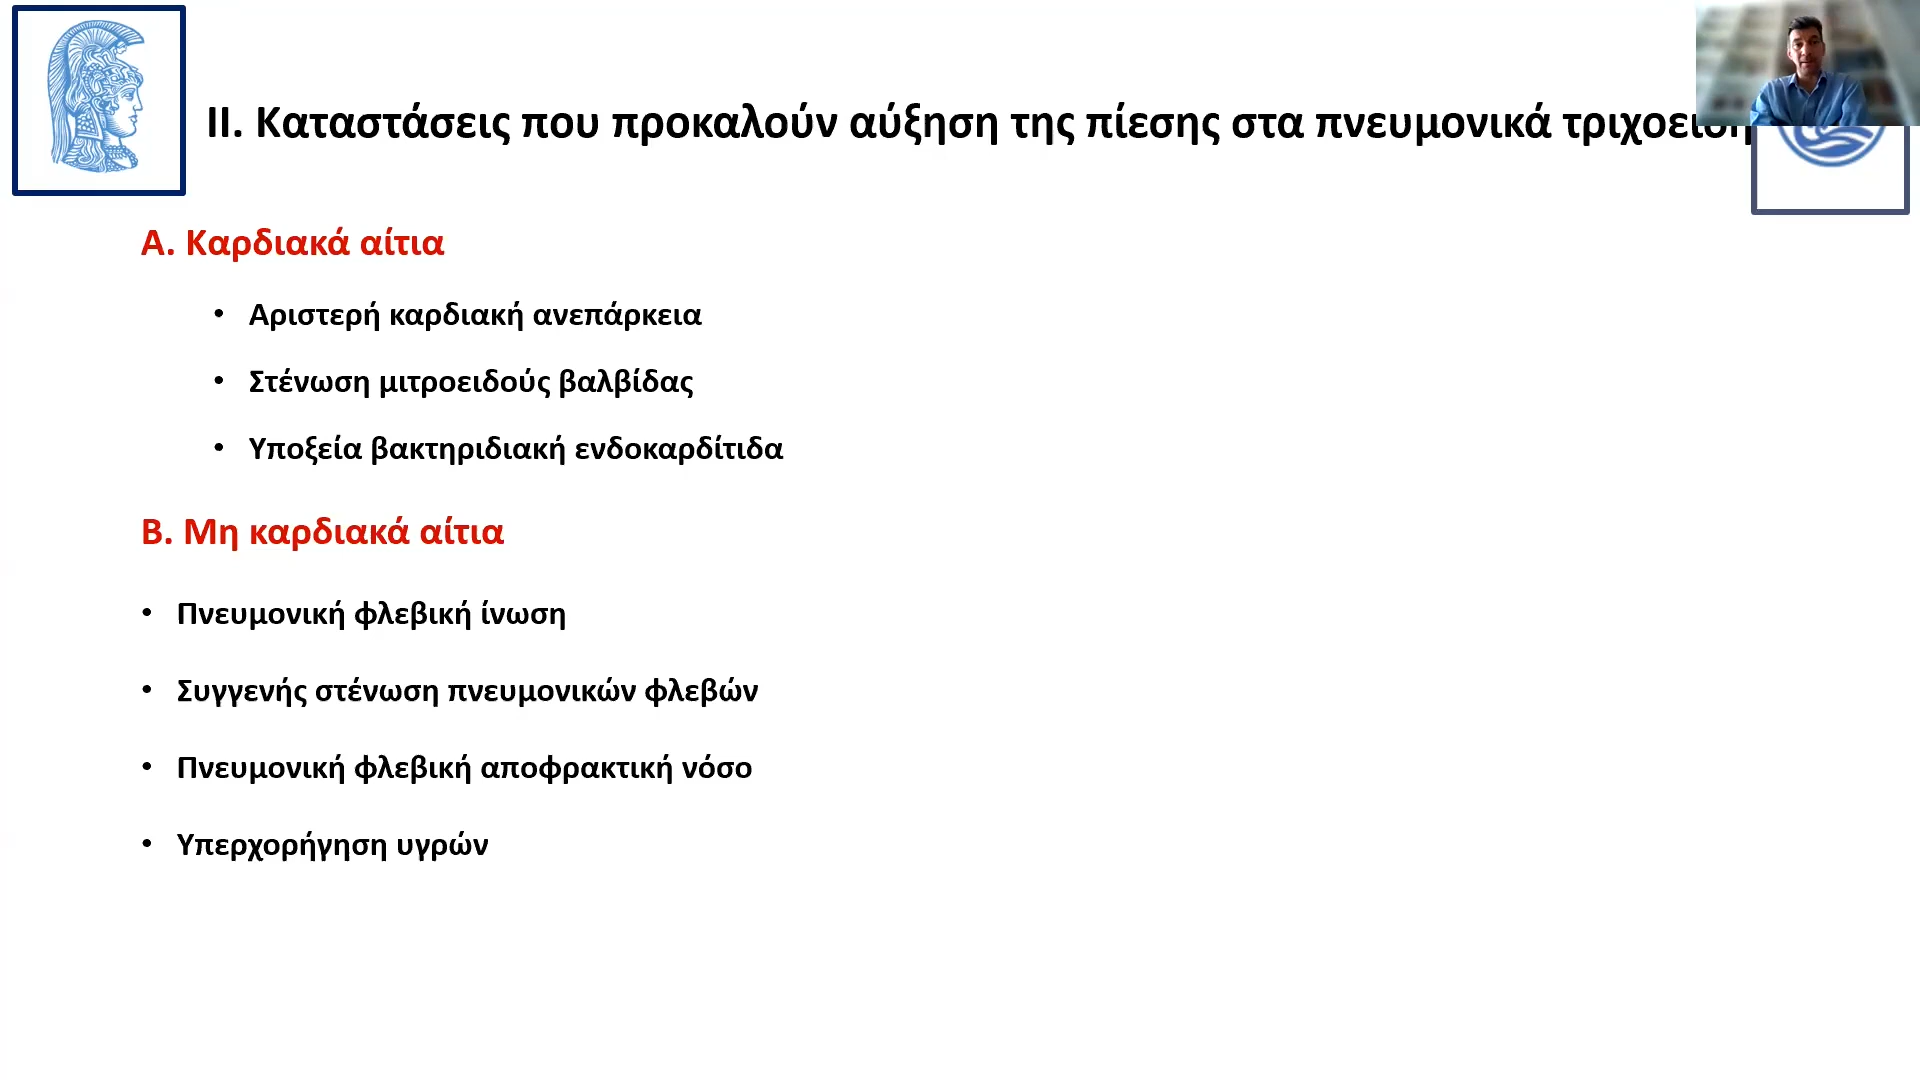 II. Καταστάσεις που προκαλούν αύξηση της πίεσης στα πνευμονικά τριχοειδή
Α. Καρδιακά αίτια
• Αριστερή καρδιακή ανεπάρκεια
• Στένωση μιτροειδούς βαλβίδας
• Υποξεία βακτηριδιακή ενδοκαρδίτιδα
Β. Μη καρδιακά αίτια
• Πνευμονική φλεβική ίνωση
• Συγγενής στένωση πνευμονικών φλεβών
• Πνευμονική φλεβική αποφρακτική νόσο
• Υπερχορήγηση υγρών